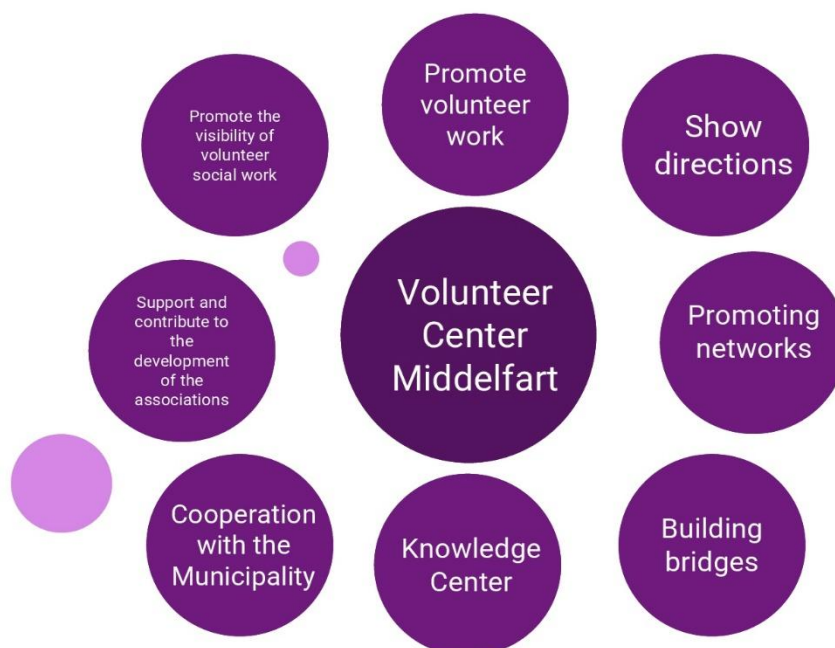 Promote
volunteer
work
Promote the
visibility of
volunteer
social work
Show
directions
Volunteer
Center
Middelfart
Support and
contribute to
the
development
of the
associations
Promoting
networks
Cooperation
with the
Municipality
Knowledge
Center
Building
bridges